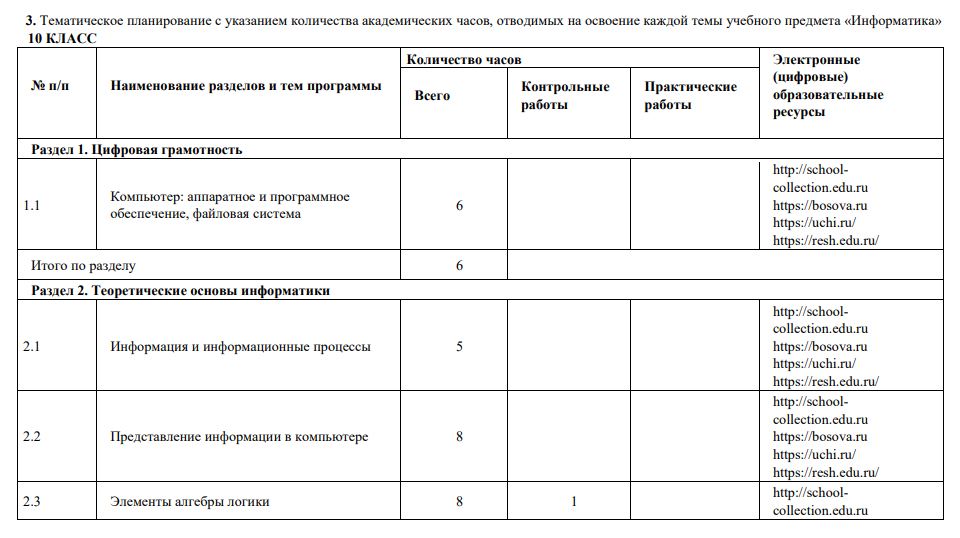 3. Тематическое планирование с указанием количества академических часов, отводимых на освоение каждой темы учебного предмета «Информатика»
10 КЛАСС
№ п/п
Наименование разделов и тем программы
Количество часов
Всего
Контрольные
работы
Практические
работы
Электронные
(цифровые)
образовательные
ресурсы
Раздел 1. Цифровая грамотность
1.1
Компьютер: аппаратное и программное
обеспечение, файловая система
6
http://school-
collection.edu.ru
https://bosova.ru
https://uchi.ru/
https://resh.edu.ru/
Итого по разделу
6
Раздел 2. Теоретические основы информатики
2.1
Информация и информационные процессы
5
http://school-
collection.edu.ru
https://bosova.ru
https://uchi.ru/
https://resh.edu.ru/
2.2
Представление информации в компьютере
8
http://school-
collection.edu.ru
https://bosova.ru
https://uchi.ru/
https://resh.edu.ru/
2.3
Элементы алгебры логики
8
1
http://school-
collection.edu.ru